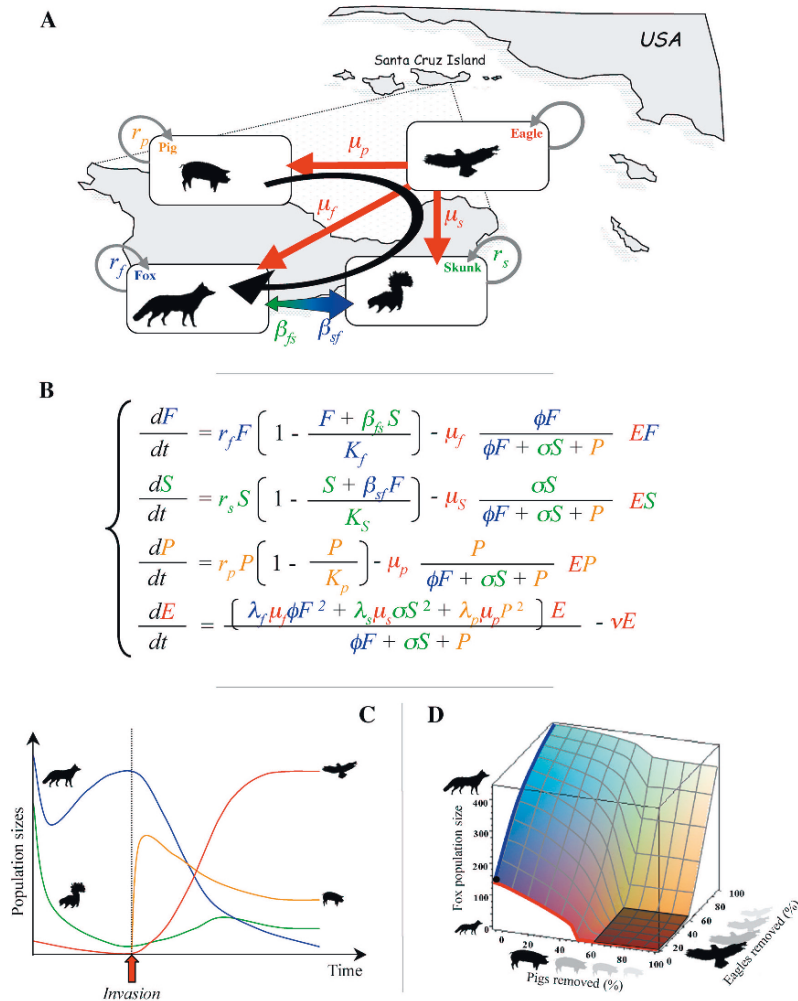 A
USA
Santa Cruz Island
r_p
Pig
μ_p
Eagle
μ_f
μ_s
r_f
Fox
Skunk
r_s
β_fs
β_sf
B
dF/dt = r_f F ( 1 - (F + β_fs S)/K_f ) - μ_f ϕF/(ϕF + σS + P) EF
dS/dt = r_s S ( 1 - (S + β_sf F)/K_S ) - μ_S σS/(ϕF + σS + P) ES
dP/dt = r_p P ( 1 - P/K_p ) - μ_p P/(ϕF + σS + P) EP
dE/dt = ( λ_f μ_f ϕF² + λ_s μ_s σS² + λ_p μ_p P² ) E/(ϕF + σS + P) - νE
C
Population sizes
Time
Invasion
D
Fox population size
400
300
200
100
0
0
20
40
60
80
100
Pigs removed (%)
0
20
40
60
80
100
Eagles removed (%)